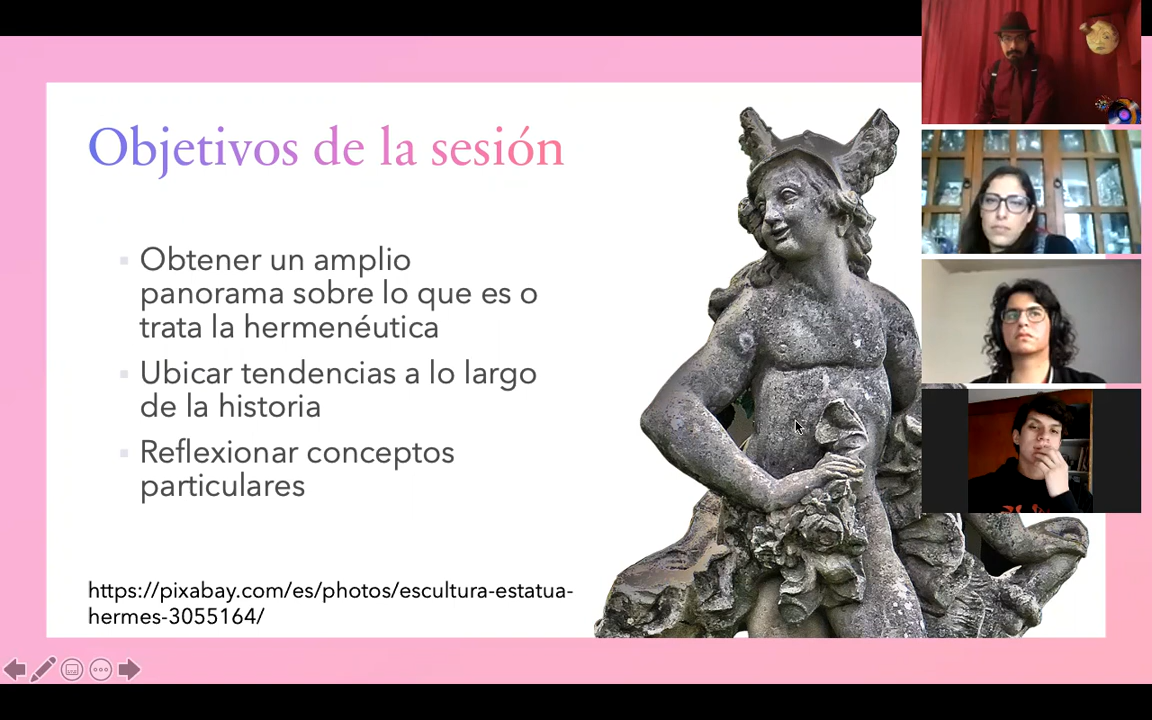 Objetivos de la sesión
Obtener un amplio
panorama sobre lo que es o
trata la hermenéutica
Ubicar tendencias a lo largo
de la historia
Reflexionar conceptos
particulares
https://pixabay.com/es/photos/escultura-estatua-
hermes-3055164/